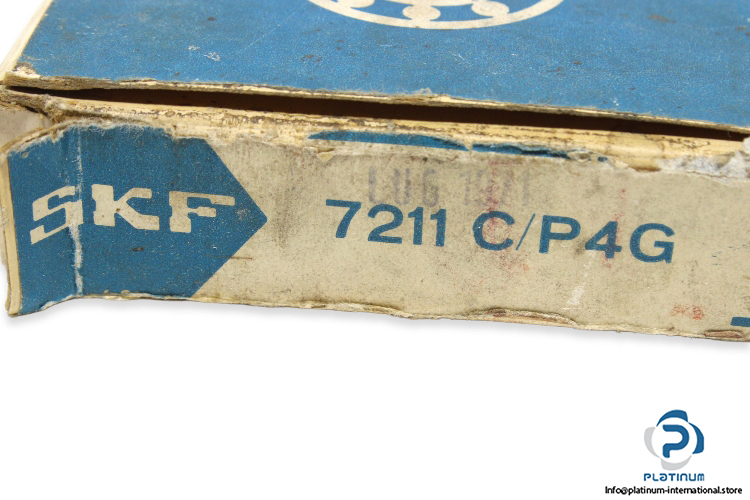 SKF
7211 C/P4G
PLATINUM
Info@platinum-international.store